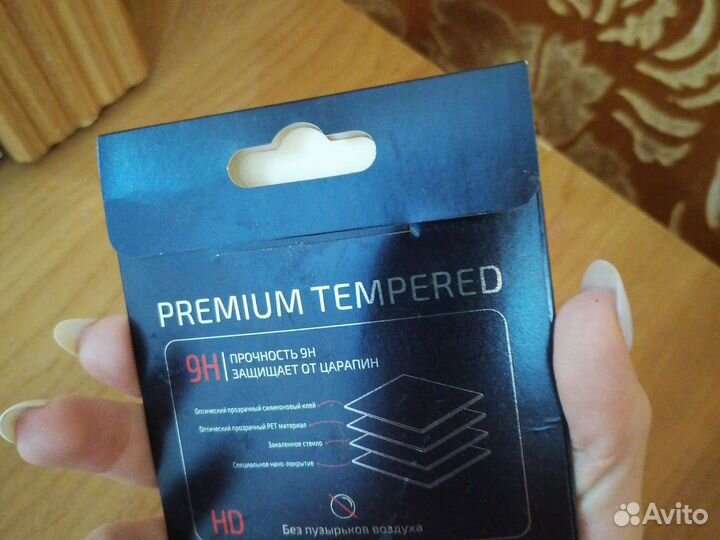 PREMIUM TEMPERED
9H ПРОЧНОСТЬ 9H
ЗАЩИЩАЕТ ОТ ЦАРАПИН
Оптический прозрачный силиконовый клей
Оптический прозрачный PET материал
Закаленное стекло
Специальное нано-покрытие
HD
Без пузырьков воздуха
Avito